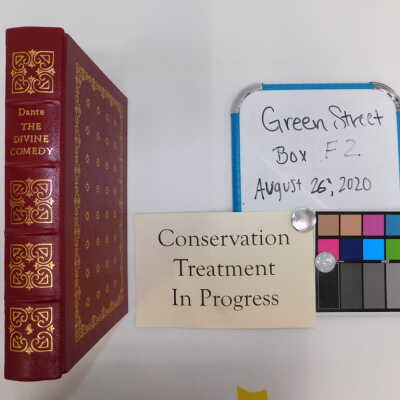 Dante
THE
DIVINE
COMEDY
Green Street
Box F2
August 26, 2020
Conservation
Treatment
In Progress